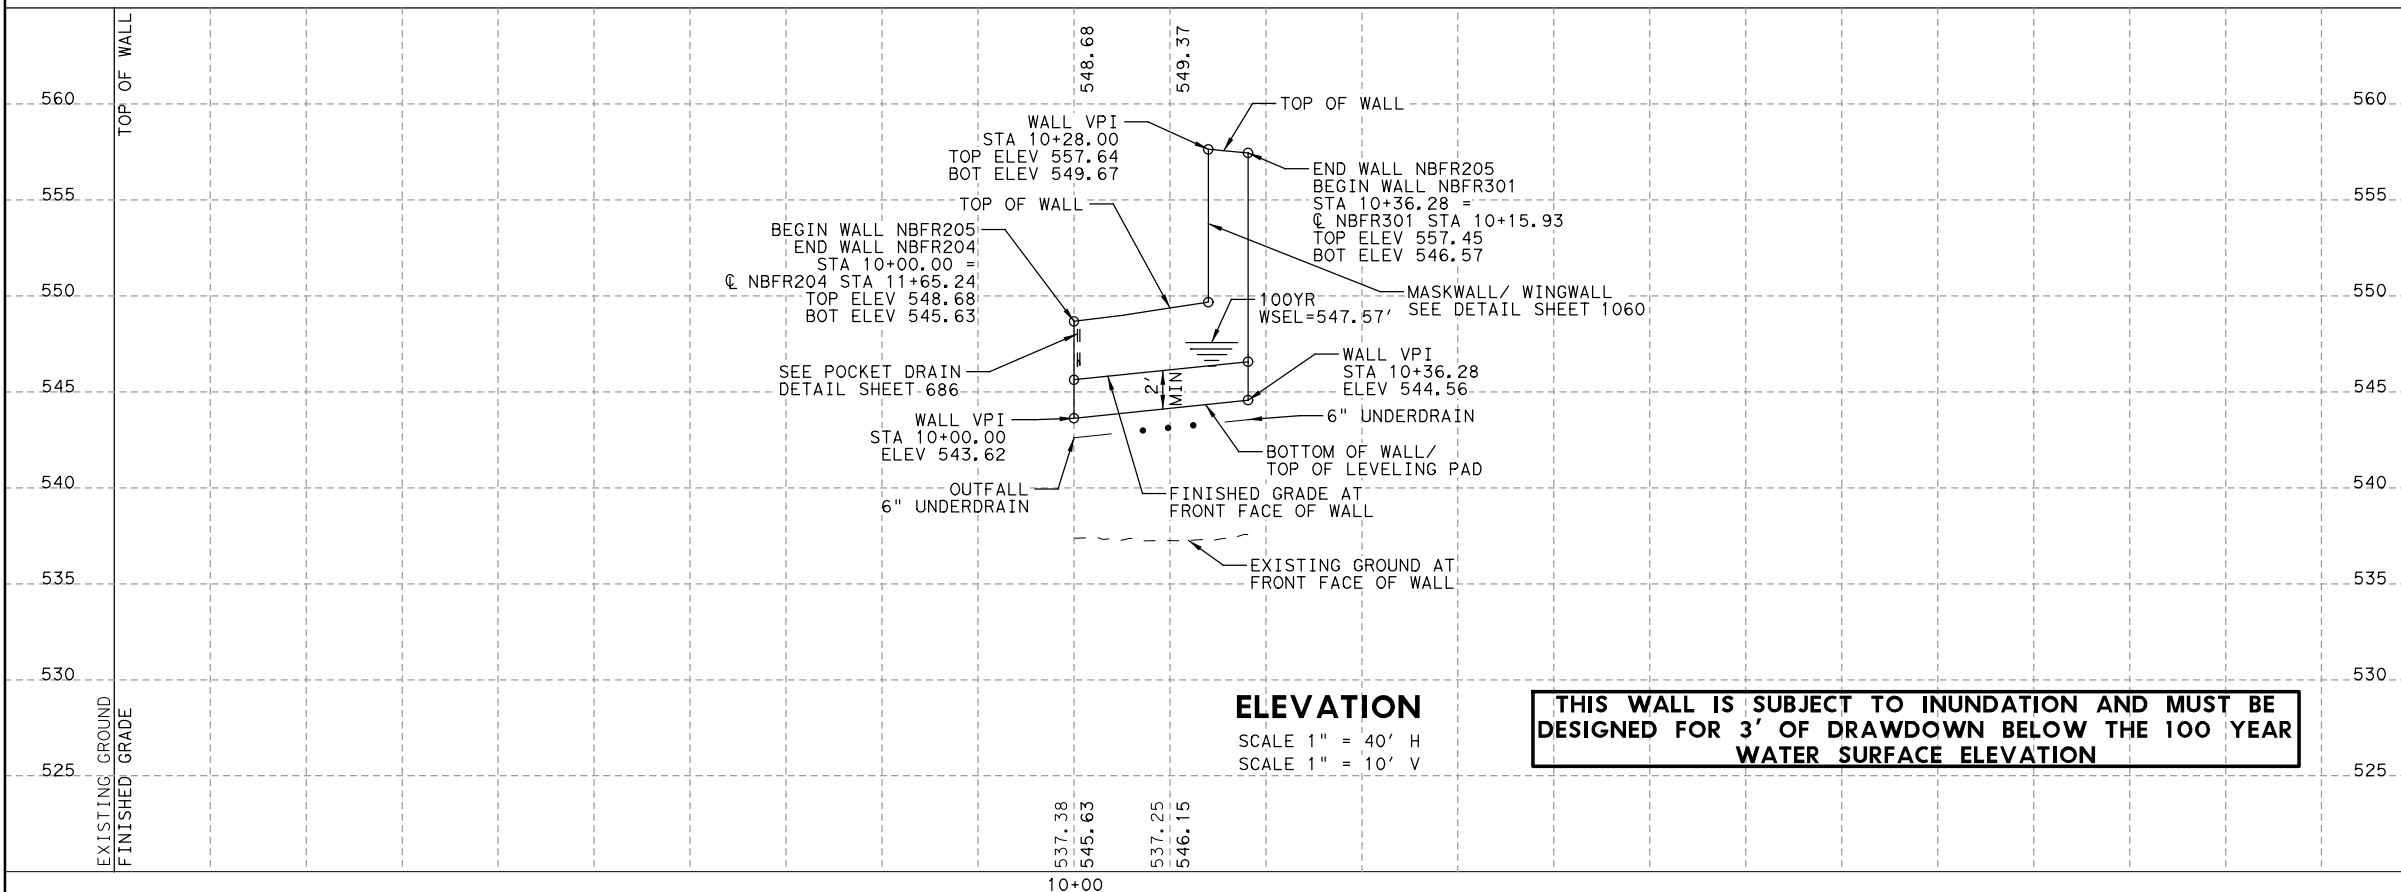 TOP OF WALL
548.68
549.37
560
560
555
555
550
550
545
545
540
540
535
535
530
530
525
525
TOP OF WALL
WALL VPI
STA 10+28.00
TOP ELEV 557.64
BOT ELEV 549.67
END WALL NBFR205
BEGIN WALL NBFR301
STA 10+36.28 =
℄ NBFR301 STA 10+15.93
TOP ELEV 557.45
BOT ELEV 546.57
TOP OF WALL
BEGIN WALL NBFR205
END WALL NBFR204
STA 10+00.00 =
℄ NBFR204 STA 11+65.24
TOP ELEV 548.68
BOT ELEV 545.63
100YR
WSEL=547.57'
MASKWALL/ WINGWALL
SEE DETAIL SHEET 1060
SEE POCKET DRAIN
DETAIL SHEET 686
2'
MIN
WALL VPI
STA 10+36.28
ELEV 544.56
WALL VPI
STA 10+00.00
ELEV 543.62
6" UNDERDRAIN
BOTTOM OF WALL/
TOP OF LEVELING PAD
OUTFALL
6" UNDERDRAIN
FINISHED GRADE AT
FRONT FACE OF WALL
EXISTING GROUND AT
FRONT FACE OF WALL
ELEVATION
SCALE 1" = 40' H
SCALE 1" = 10' V
THIS WALL IS SUBJECT TO INUNDATION AND MUST BE
DESIGNED FOR 3' OF DRAWDOWN BELOW THE 100 YEAR
WATER SURFACE ELEVATION
EXISTING GROUND
FINISHED GRADE
537.38
545.63
537.25
546.15
10+00